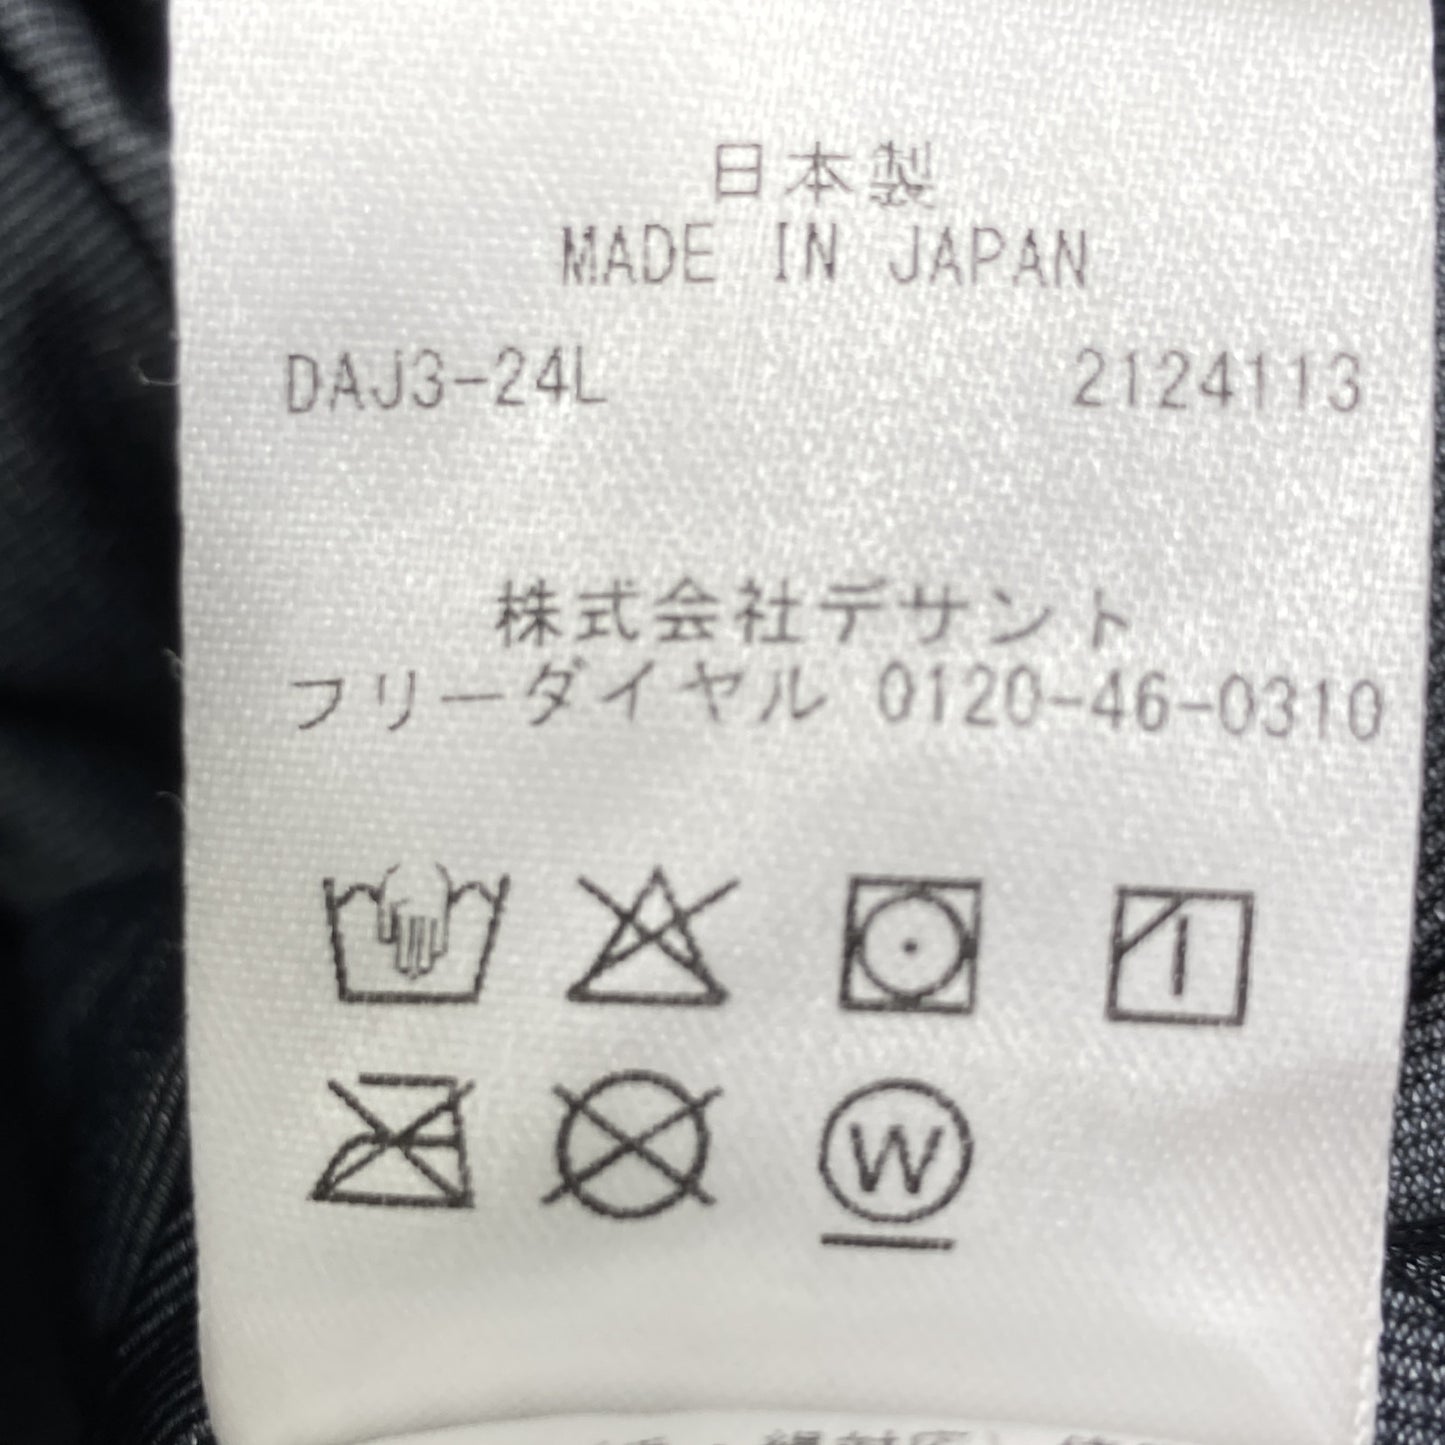 日本製
MADE IN JAPAN
DAJ3-24L 2124113
株式会社デサント
フリーダイヤル 0120-46-0310
W